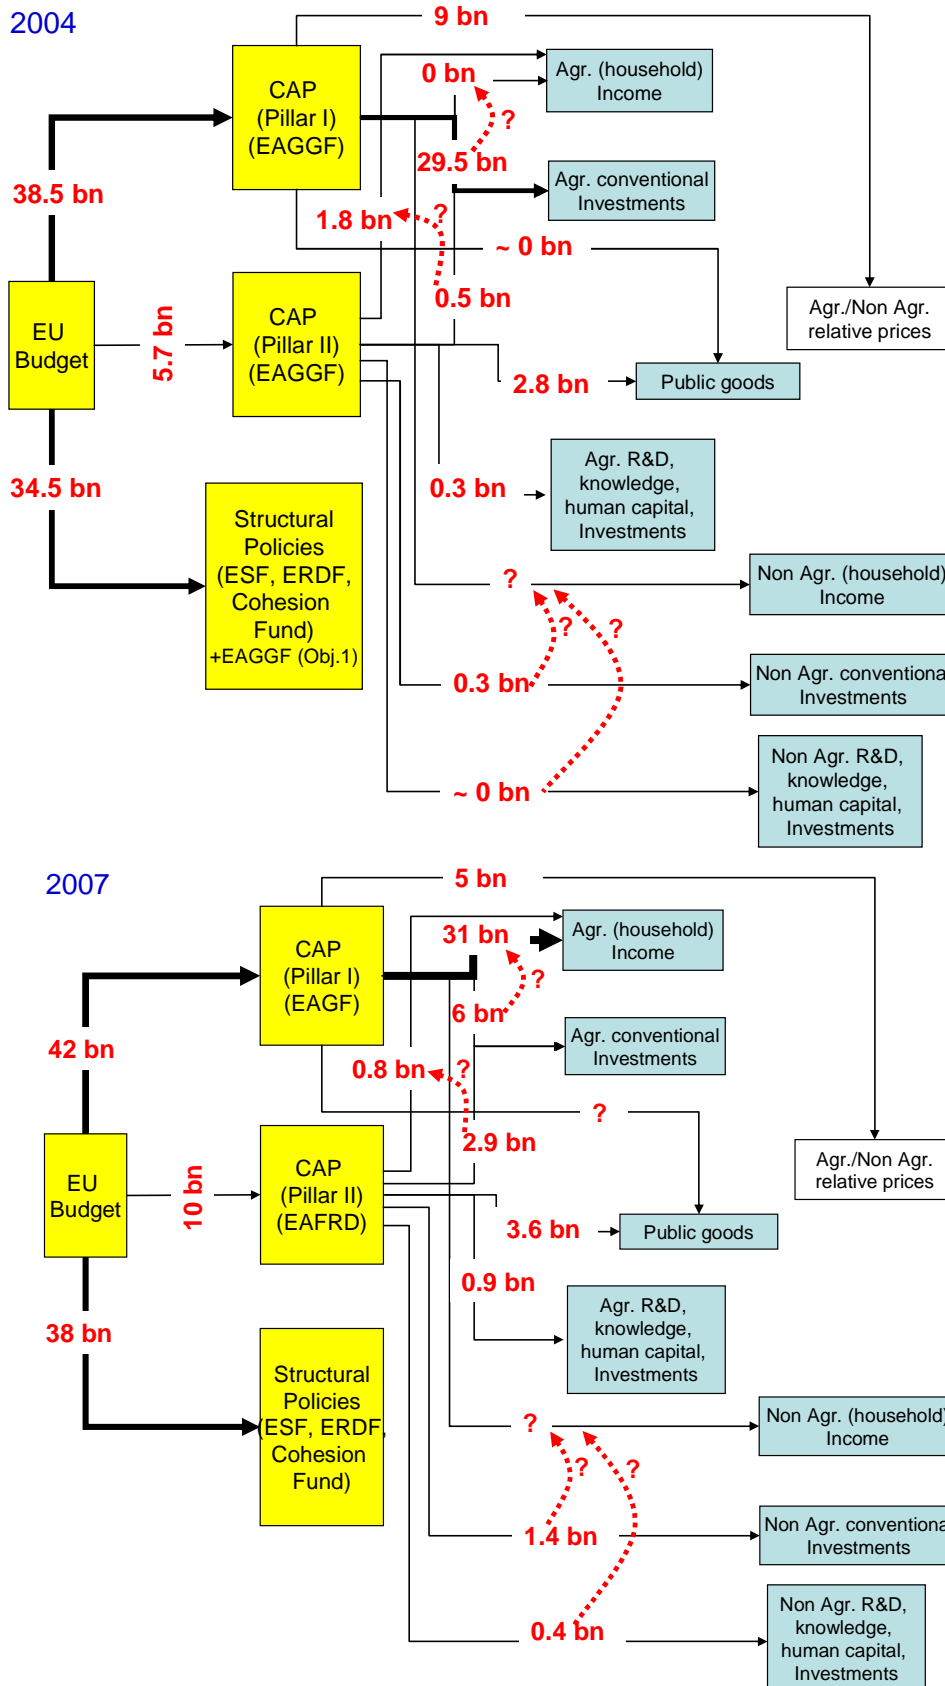 2004
9 bn
CAP
(Pillar I)
(EAGGF)
0 bn
Agr. (household)
Income
?
29.5 bn
38.5 bn
Agr. conventional
Investments
1.8 bn
?
~ 0 bn
EU
Budget
5.7 bn
CAP
(Pillar II)
(EAGGF)
0.5 bn
Agr./Non Agr.
relative prices
2.8 bn
Public goods
34.5 bn
0.3 bn
Agr. R&D,
knowledge,
human capital,
Investments
Structural
Policies
(ESF, ERDF,
Cohesion
Fund)
+EAGGF (Obj.1)
?
Non Agr. (household)
Income
?
?
0.3 bn
Non Agr. conventiona
Investments
~ 0 bn
Non Agr. R&D,
knowledge,
human capital,
Investments
2007
5 bn
CAP
(Pillar I)
(EAGF)
31 bn
Agr. (household)
Income
?
6 bn
42 bn
Agr. conventional
Investments
0.8 bn
?
?
EU
Budget
10 bn
CAP
(Pillar II)
(EAFRD)
2.9 bn
Agr./Non Agr.
relative prices
3.6 bn
Public goods
0.9 bn
38 bn
Agr. R&D,
knowledge,
human capital,
Investments
Structural
Policies
(ESF, ERDF,
Cohesion
Fund)
?
Non Agr. (household)
Income
?
?
1.4 bn
Non Agr. conventiona
Investments
0.4 bn
Non Agr. R&D,
knowledge,
human capital,
Investments